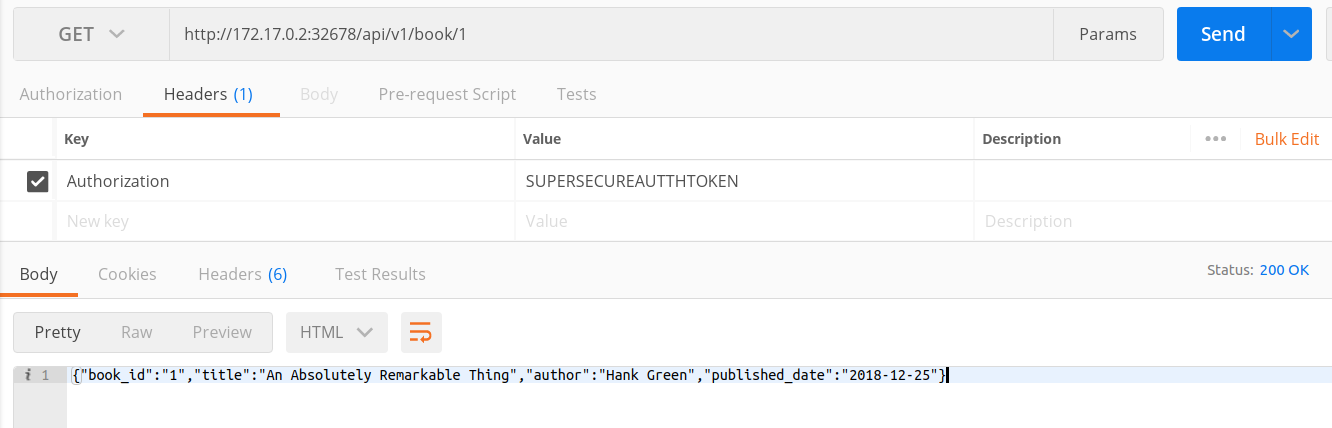 GET http://172.17.0.2:32678/api/v1/book/1 Params Send
Authorization Headers (1) Body Pre-request Script Tests
Key Value Description ••• Bulk Edit
Authorization SUPERSECUREAUTTHTOKEN
New key Value Description
Body Cookies Headers (6) Test Results Status: 200 OK
Pretty Raw Preview HTML
i 1 {"book_id":"1","title":"An Absolutely Remarkable Thing","author":"Hank Green","published_date":"2018-12-25"}